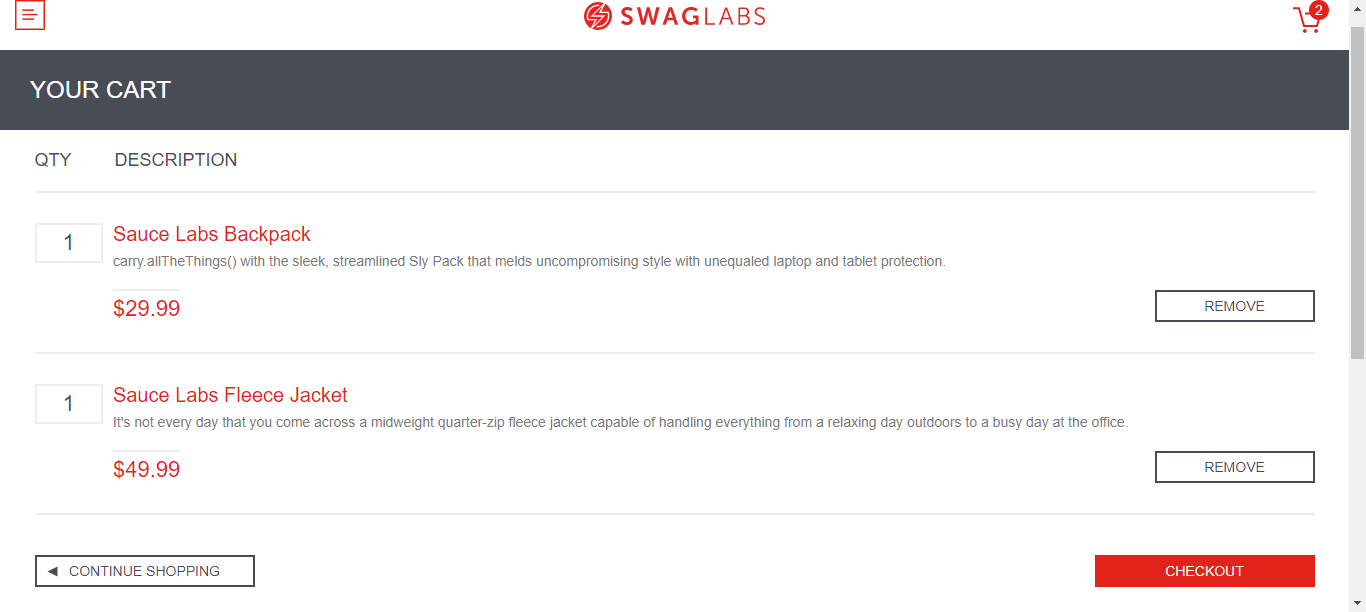 SWAGLABS
2
YOUR CART
QTY DESCRIPTION
1 Sauce Labs Backpack
carry.allTheThings() with the sleek, streamlined Sly Pack that melds uncompromising style with unequaled laptop and tablet protection.
$29.99
REMOVE
1 Sauce Labs Fleece Jacket
It's not every day that you come across a midweight quarter-zip fleece jacket capable of handling everything from a relaxing day outdoors to a busy day at the office.
$49.99
REMOVE
CONTINUE SHOPPING
CHECKOUT